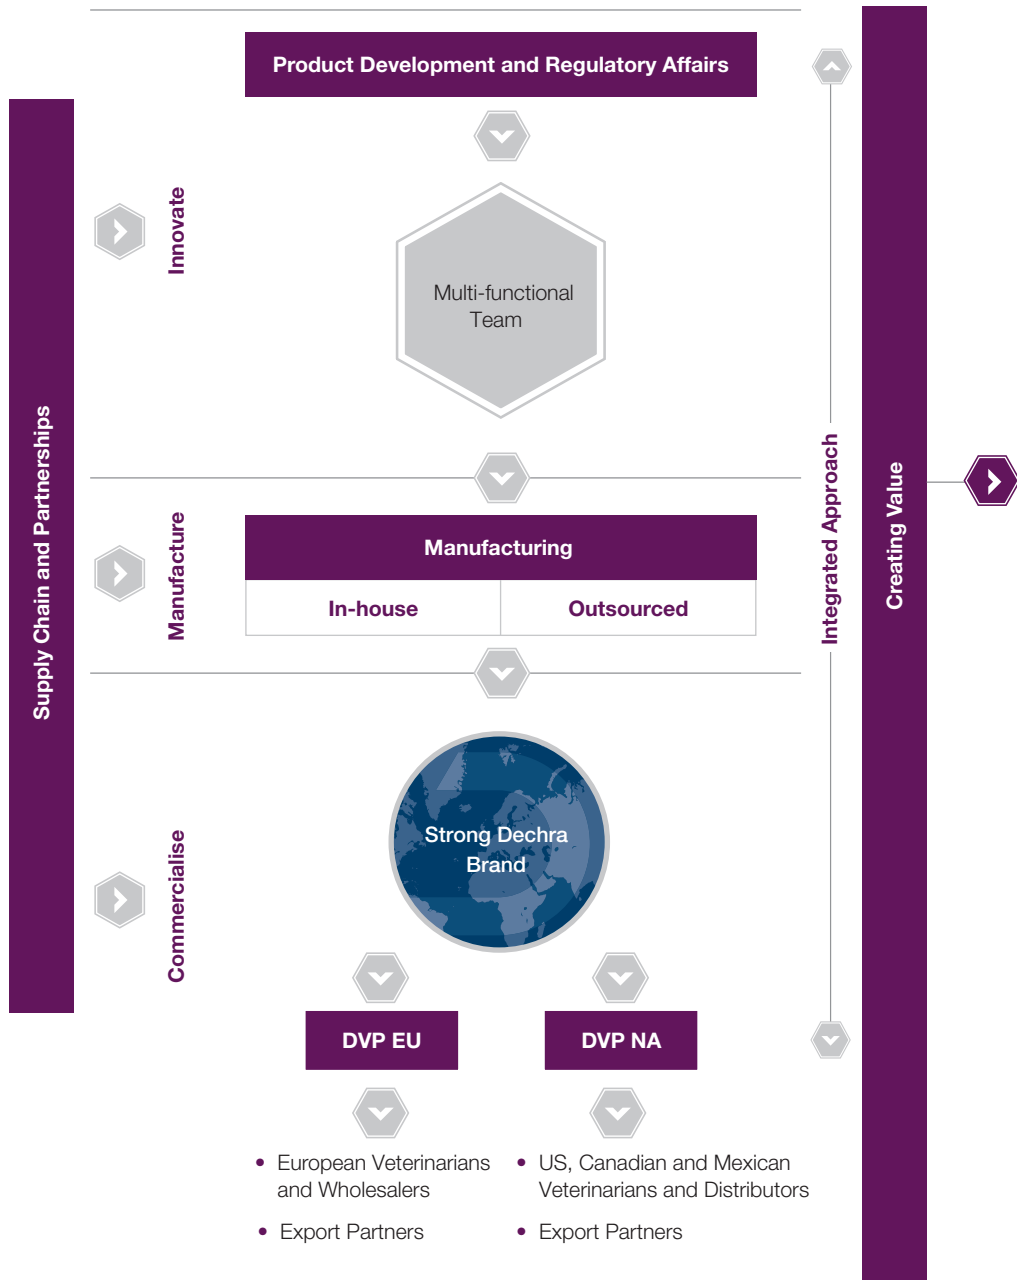 Product Development and Regulatory Affairs
Supply Chain and Partnerships
Innovate
Multi-functional
Team
Manufacture
Manufacturing
In-house
Outsourced
Integrated Approach
Creating Value
Commercialise
Strong Dechra
Brand
DVP EU
DVP NA
• European Veterinarians
and Wholesalers
• Export Partners
• US, Canadian and Mexican
Veterinarians and Distributors
• Export Partners